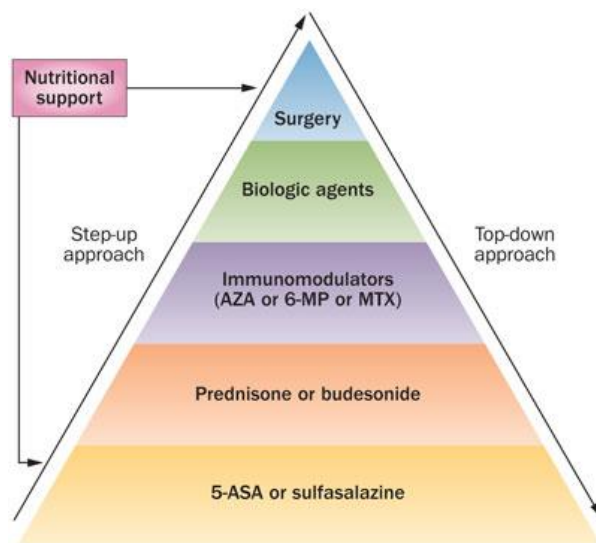 Nutritional
support
Surgery
Biologic agents
Step-up
approach
Top-down
approach
Immunomodulators
(AZA or 6-MP or MTX)
Prednisone or budesonide
5-ASA or sulfasalazine